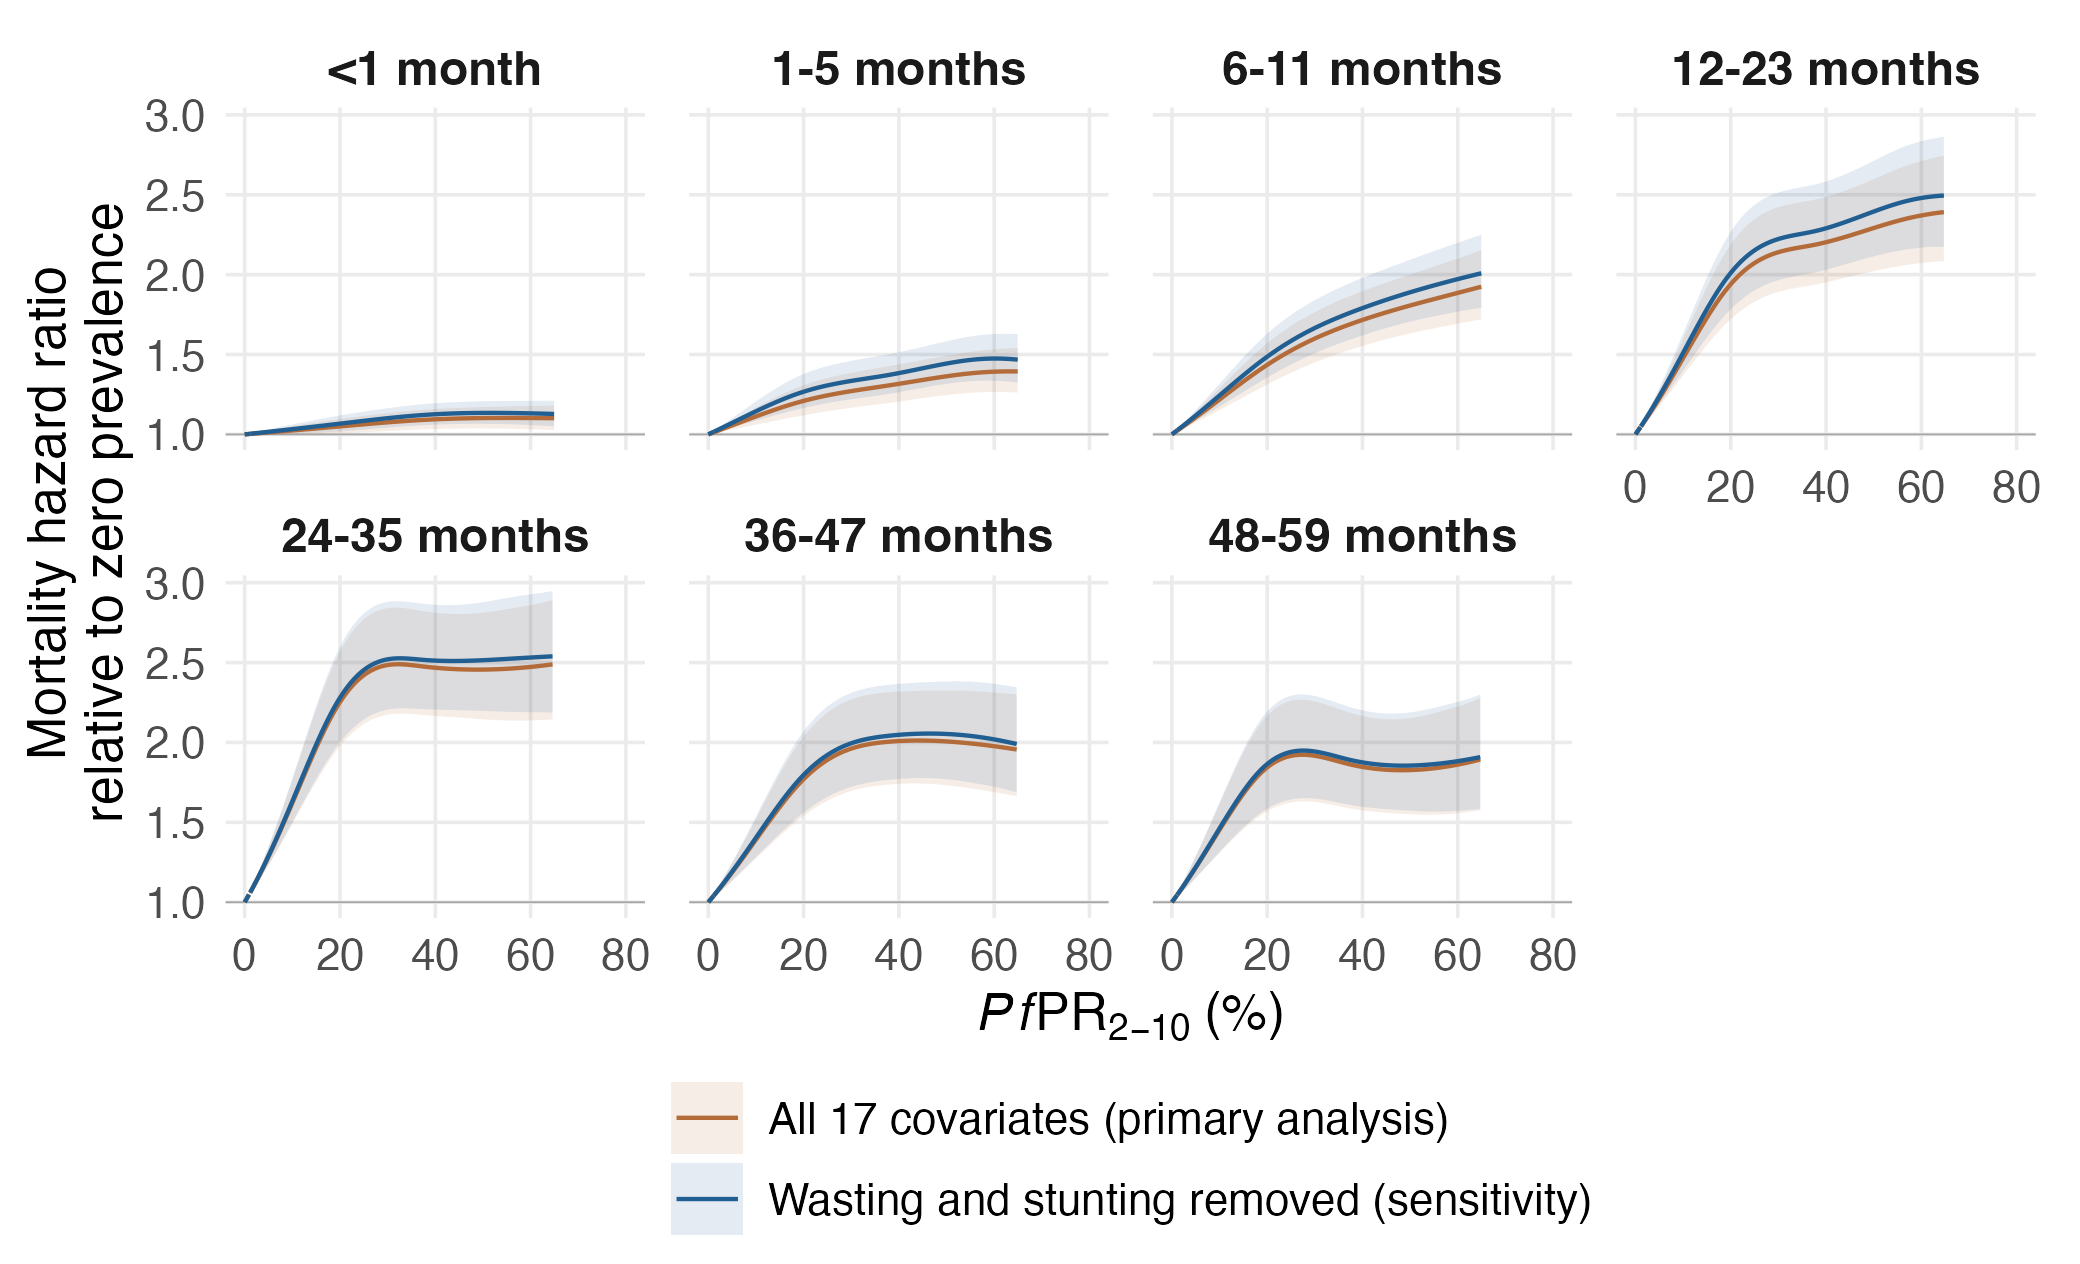 <1 month
1-5 months
6-11 months
12-23 months
3.0
2.5
2.0
1.5
1.0
0 20 40 60 80
Mortality hazard ratio
relative to zero prevalence
24-35 months
36-47 months
48-59 months
3.0
2.5
2.0
1.5
1.0
0 20 40 60 80
0 20 40 60 80
0 20 40 60 80
PfPR2−10 (%)
All 17 covariates (primary analysis)
Wasting and stunting removed (sensitivity)